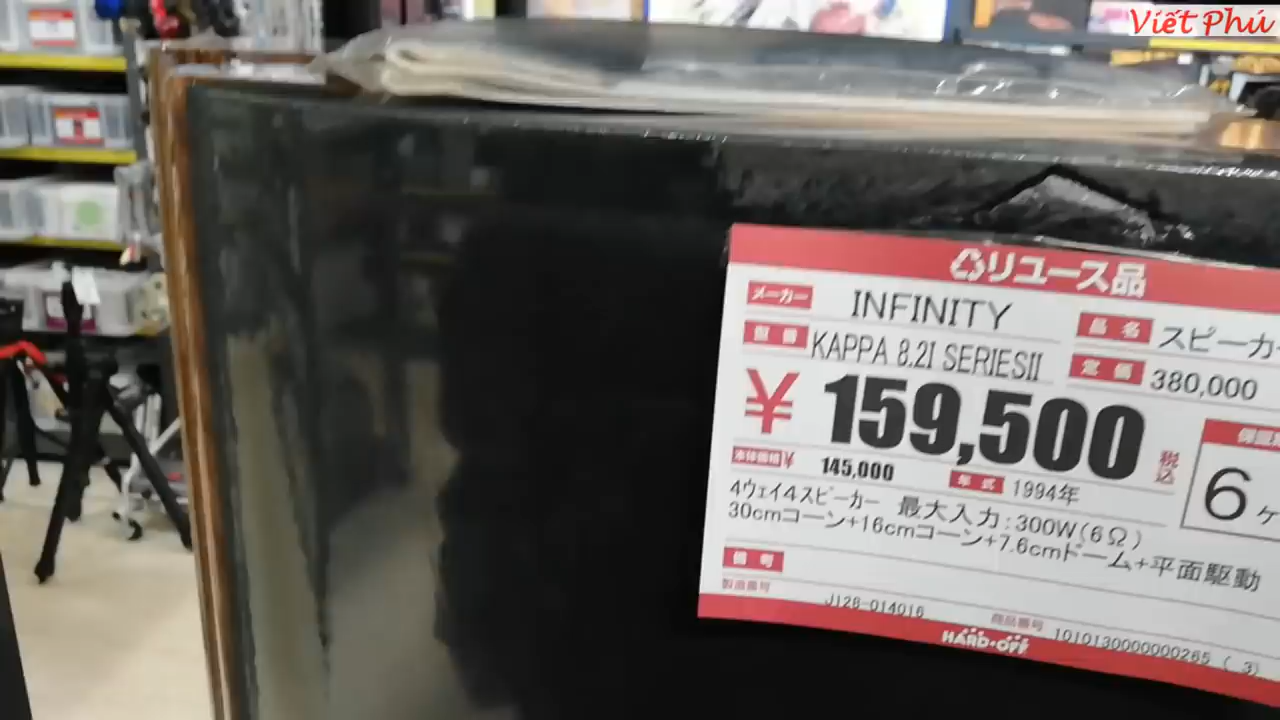 Viết Phú
リユース品
メーカー INFINITY 品名 スピーカー
型番 KAPPA 8.2I SERIESII 定価 380,000
¥159,500 税込
本体価格¥ 145,000 年式 1994年
6ヶ
4ウェイ4スピーカー 最大入力:300W(6Ω)
30cmコーン+16cmコーン+7.6cmドーム+平面駆動
備考
製造番号 J128-014016 商品番号 1010130000000265 ( 3)
HARD・OFF